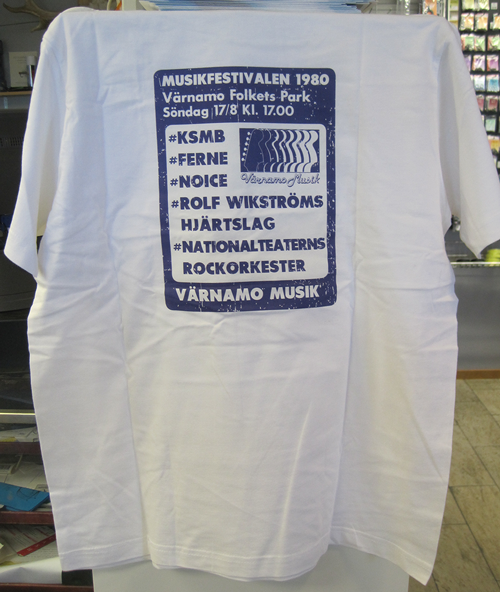 MUSIKFESTIVALEN 1980
Värnamo Folkets Park
Söndag 17/8 Kl. 17.00
#KSMB
#FERNE
#NOICE
Värnamo Musik
#ROLF WIKSTRÖMS
HJÄRTSLAG
#NATIONALTEATERNS
ROCKORKESTER
VÄRNAMO MUSIK